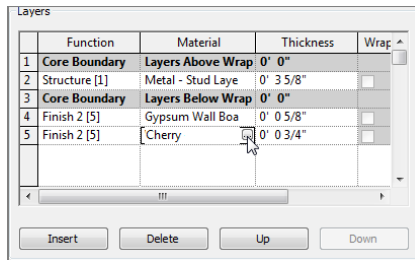 Layers
Function Material Thickness Wrap
1 Core Boundary Layers Above Wrap 0' 0"
2 Structure [1] Metal - Stud Laye 0' 3 5/8"
3 Core Boundary Layers Below Wrap 0' 0"
4 Finish 2 [5] Gypsum Wall Boa 0' 0 5/8"
5 Finish 2 [5] Cherry 0' 0 3/4"
Insert Delete Up Down